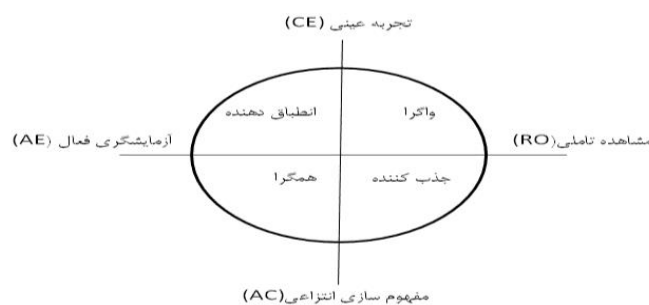 تجربه عینی (CE)
انطباق دهنده
واگرا
آزمایشگری فعال (AE)
مشاهده تاملی(RO)
همگرا
جذب کننده
مفهوم سازی انتزاعی(AC)